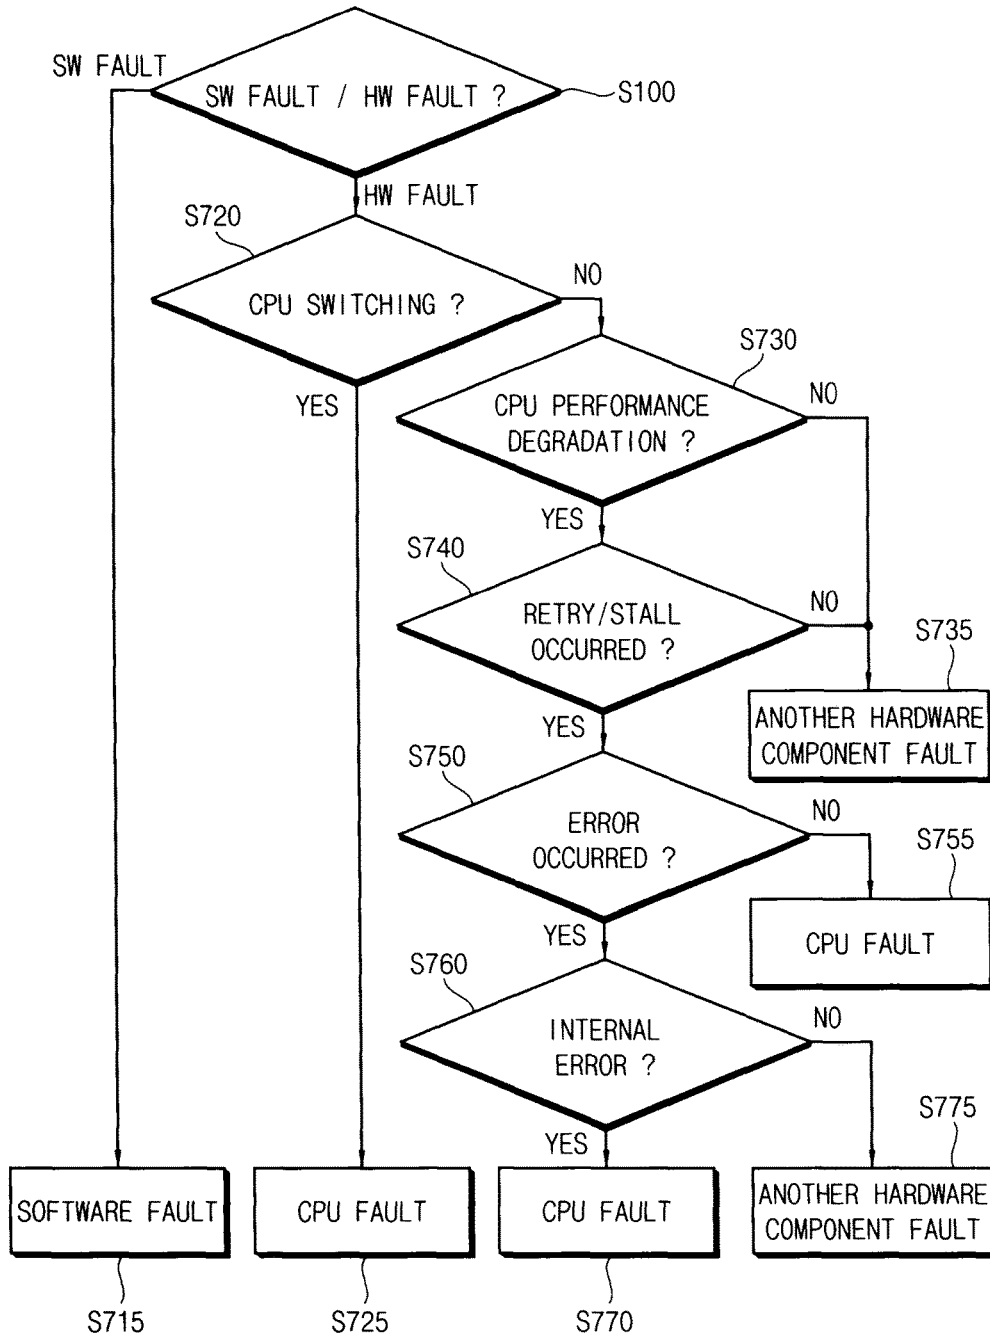 SW FAULT
SW FAULT / HW FAULT ?
S100
HW FAULT
S720
CPU SWITCHING ?
NO
YES
S730
CPU PERFORMANCE
DEGRADATION ?
NO
YES
S740
RETRY/STALL
OCCURRED ?
NO
S735
ANOTHER HARDWARE
COMPONENT FAULT
YES
S750
ERROR
OCCURRED ?
NO
S755
CPU FAULT
YES
S760
INTERNAL
ERROR ?
NO
S775
ANOTHER HARDWARE
COMPONENT FAULT
YES
SOFTWARE FAULT
CPU FAULT
CPU FAULT
S715
S725
S770